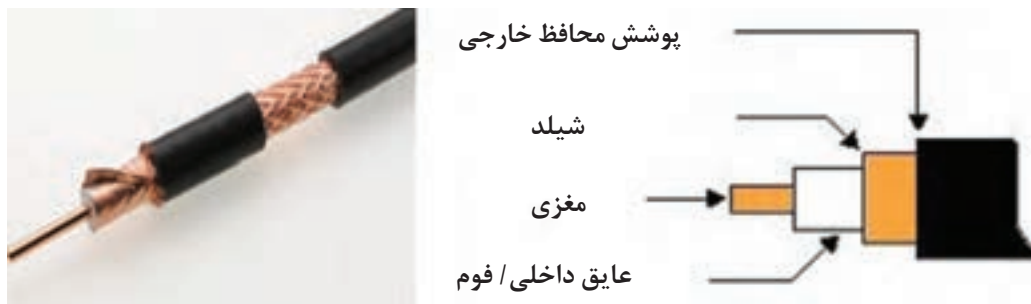 پوشش محافظ خارجی
شیلد
مغزی
عایق داخلی/ فوم